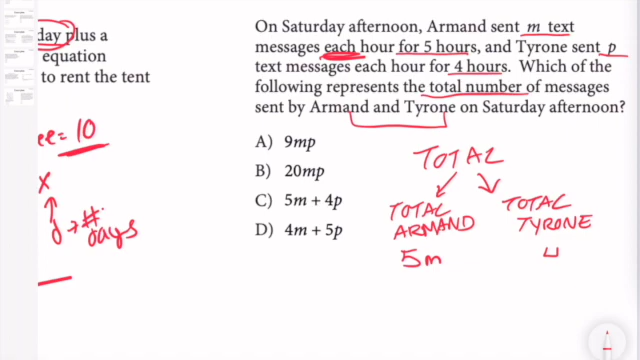 day plus a
equation
to rent the tent
ee = 10
x
d → # days
On Saturday afternoon, Armand sent m text
messages each hour for 5 hours, and Tyrone sent p
text messages each hour for 4 hours. Which of the
following represents the total number of messages
sent by Armand and Tyrone on Saturday afternoon?
A) 9mp
B) 20mp
C) 5m + 4p
D) 4m + 5p
TOTAL
TOTAL
ARMAND
5m
TOTAL
TYRONE